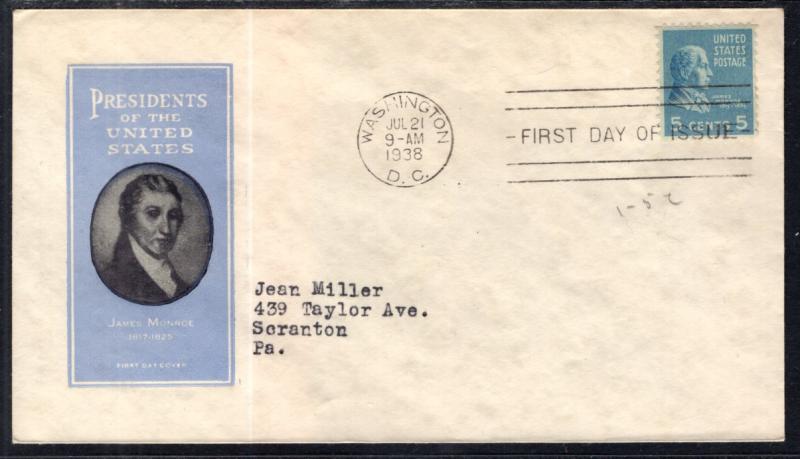 PRESIDENTS
OF THE
UNITED
STATES
JAMES MONROE
1817-1825
FIRST DAY COVER
WASHINGTON
JUL 21
9-AM
1938
D. C.
FIRST DAY OF ISSUE
UNITED
STATES
POSTAGE
5 CENTS 5
1-5c
Jean Miller
439 Taylor Ave.
Scranton
Pa.